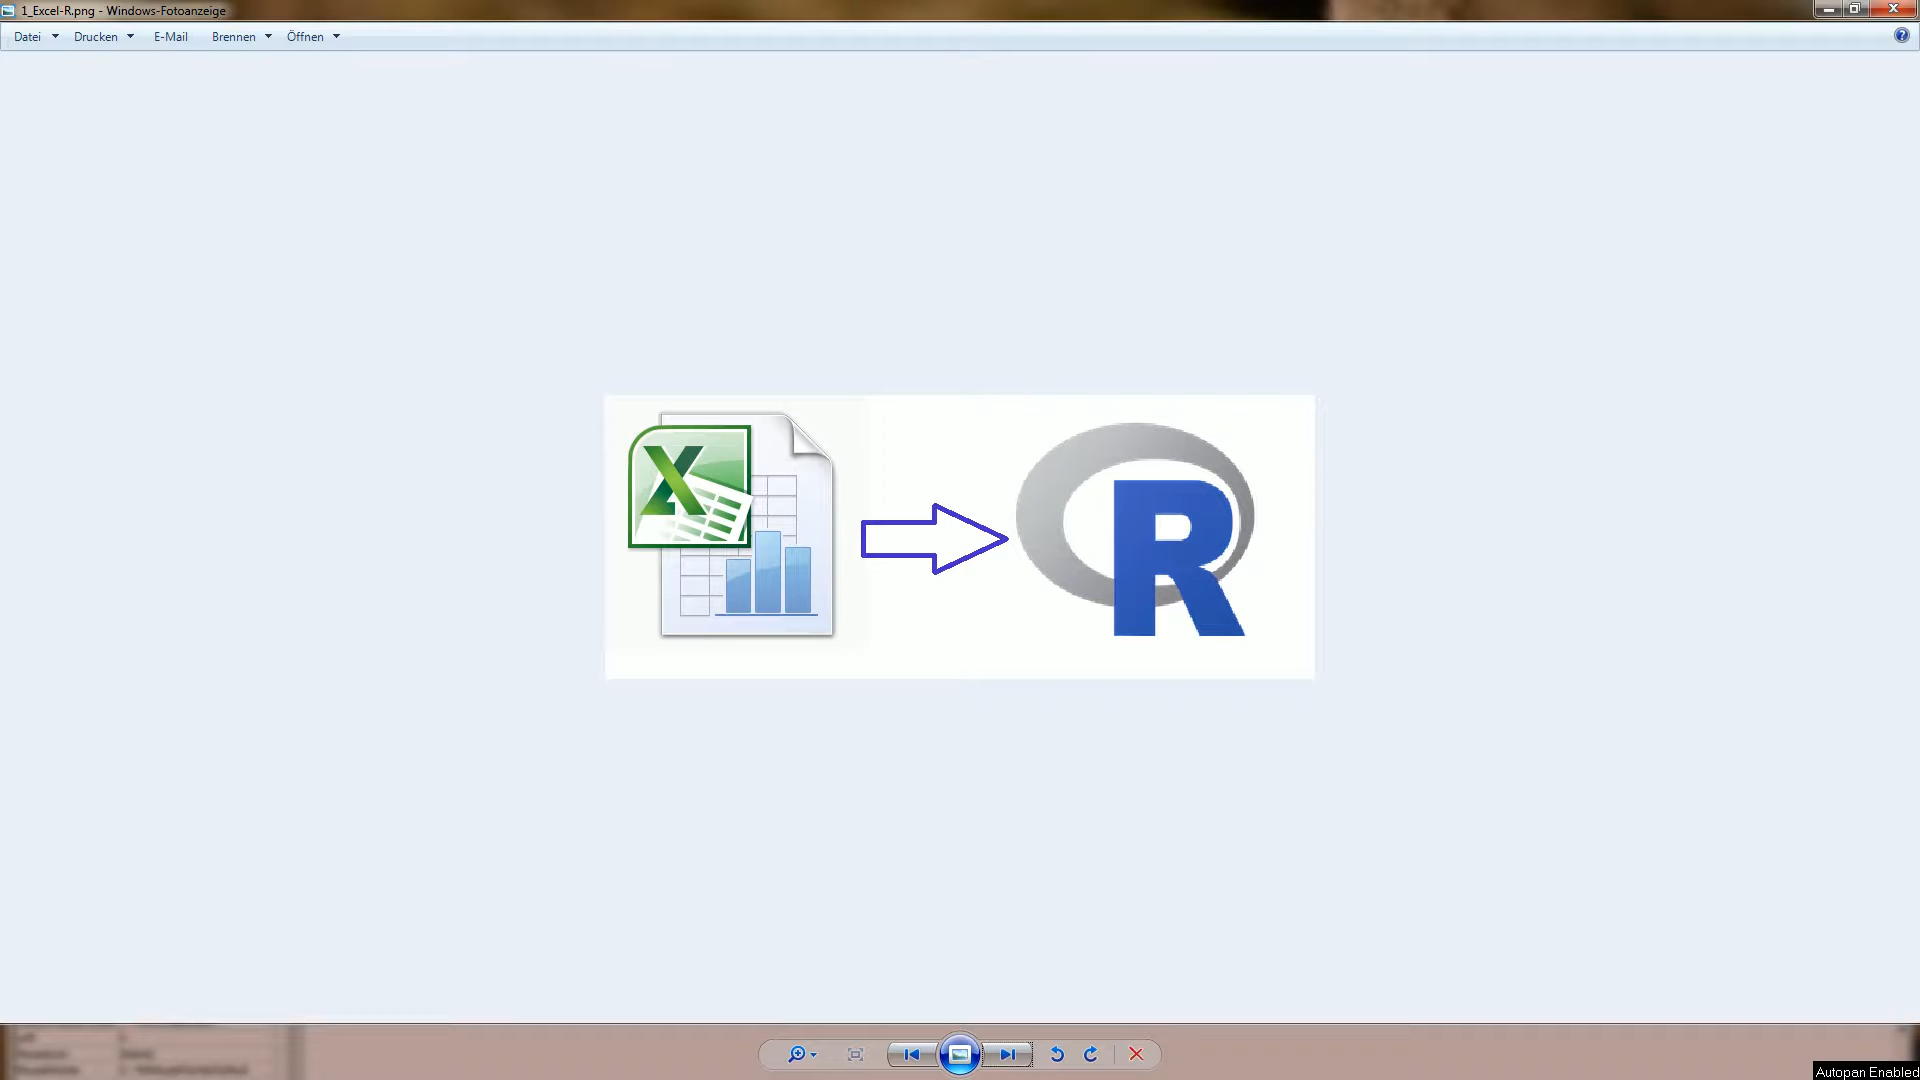 1_Excel-R.png - Windows-Fotoanzeige
Datei Drucken E-Mail Brennen Öffnen
X
R
Autopan Enabled